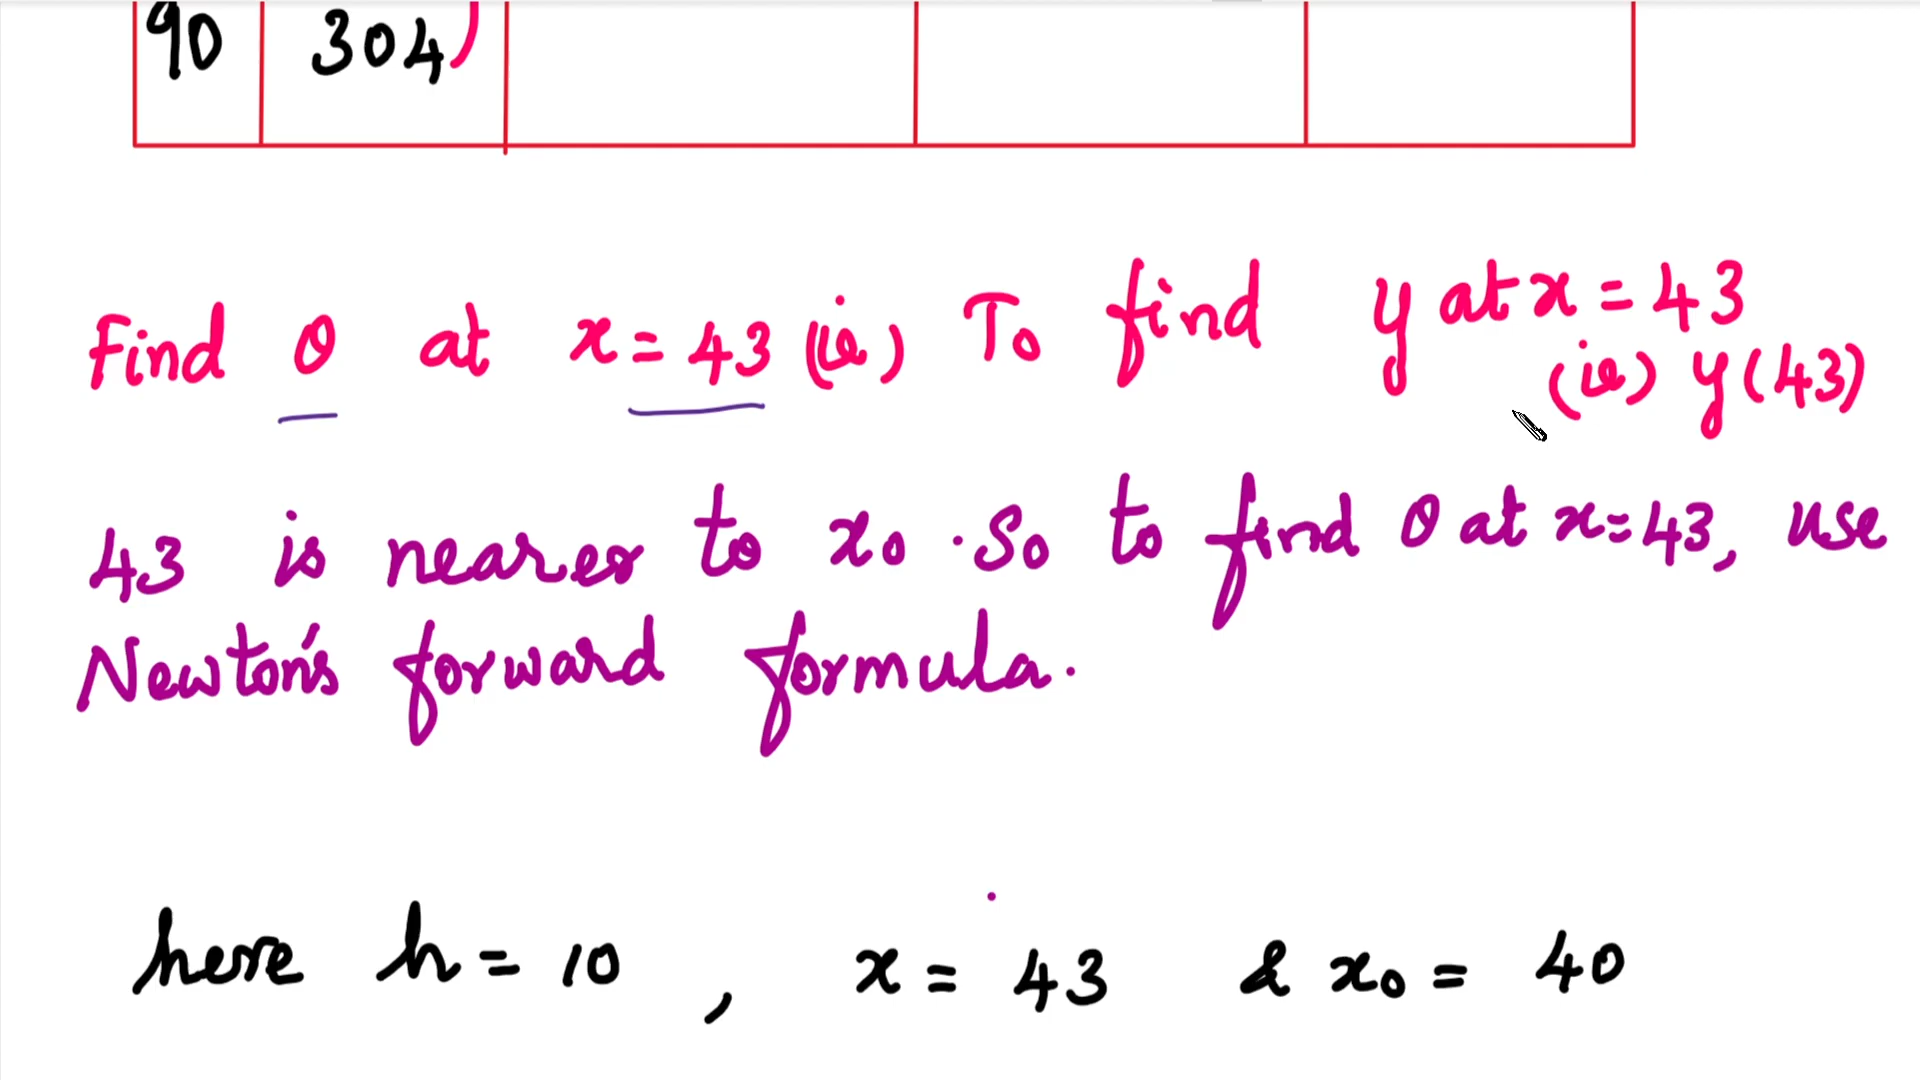 90 304
Find θ at x = 43 (ie) To find y at x = 43
(ie) y(43)
43 is nearer to x₀ . So to find θ at x=43, use
Newton's forward formula.
here h = 10 , x = 43 & x₀ = 40